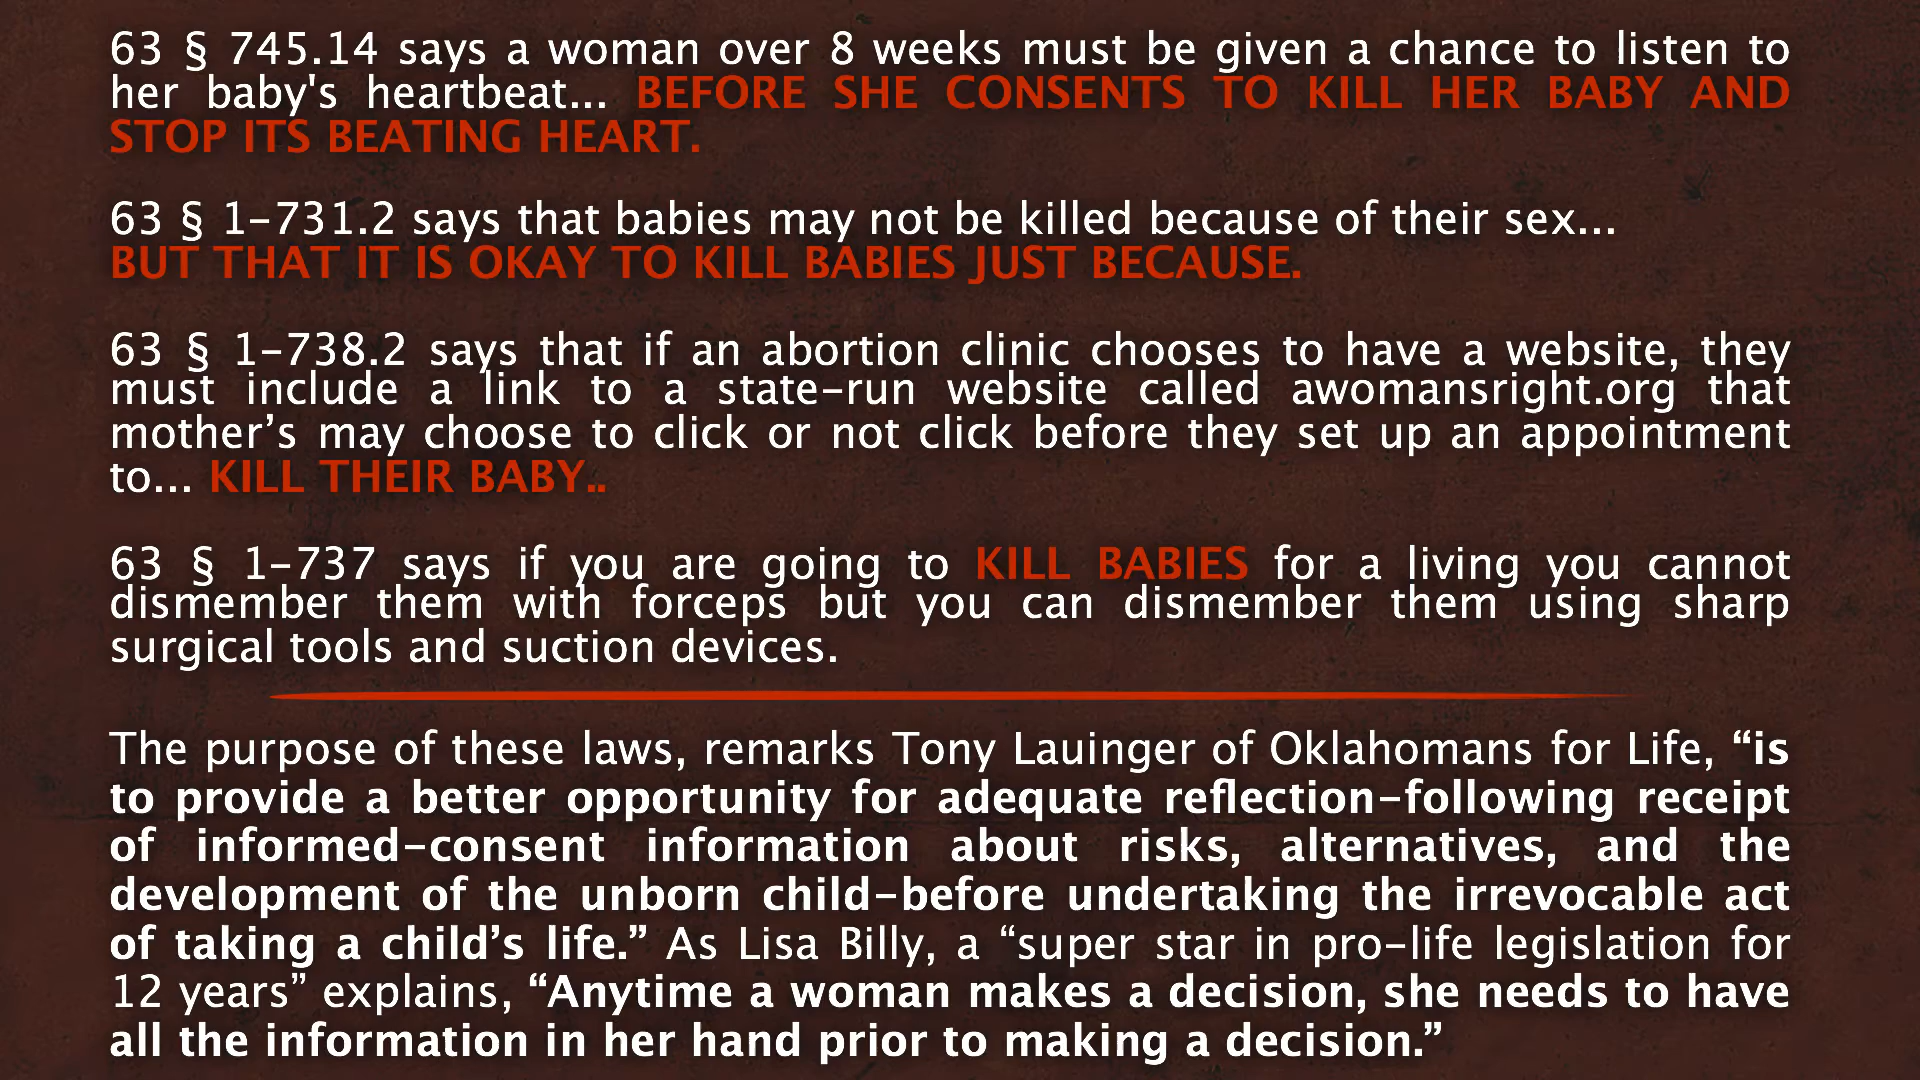 63 § 745.14 says a woman over 8 weeks must be given a chance to listen to
her baby's heartbeat... BEFORE SHE CONSENTS TO KILL HER BABY AND
STOP ITS BEATING HEART.
63 § 1-731.2 says that babies may not be killed because of their sex...
BUT THAT IT IS OKAY TO KILL BABIES JUST BECAUSE.
63 § 1-738.2 says that if an abortion clinic chooses to have a website, they
must include a link to a state-run website called awomansright.org that
mother’s may choose to click or not click before they set up an appointment
to... KILL THEIR BABY..
63 § 1-737 says if you are going to KILL BABIES for a living you cannot
dismember them with forceps but you can dismember them using sharp
surgical tools and suction devices.
The purpose of these laws, remarks Tony Lauinger of Oklahomans for Life, “is
to provide a better opportunity for adequate reflection-following receipt
of informed-consent information about risks, alternatives, and the
development of the unborn child-before undertaking the irrevocable act
of taking a child’s life.” As Lisa Billy, a “super star in pro-life legislation for
12 years” explains, “Anytime a woman makes a decision, she needs to have
all the information in her hand prior to making a decision.”